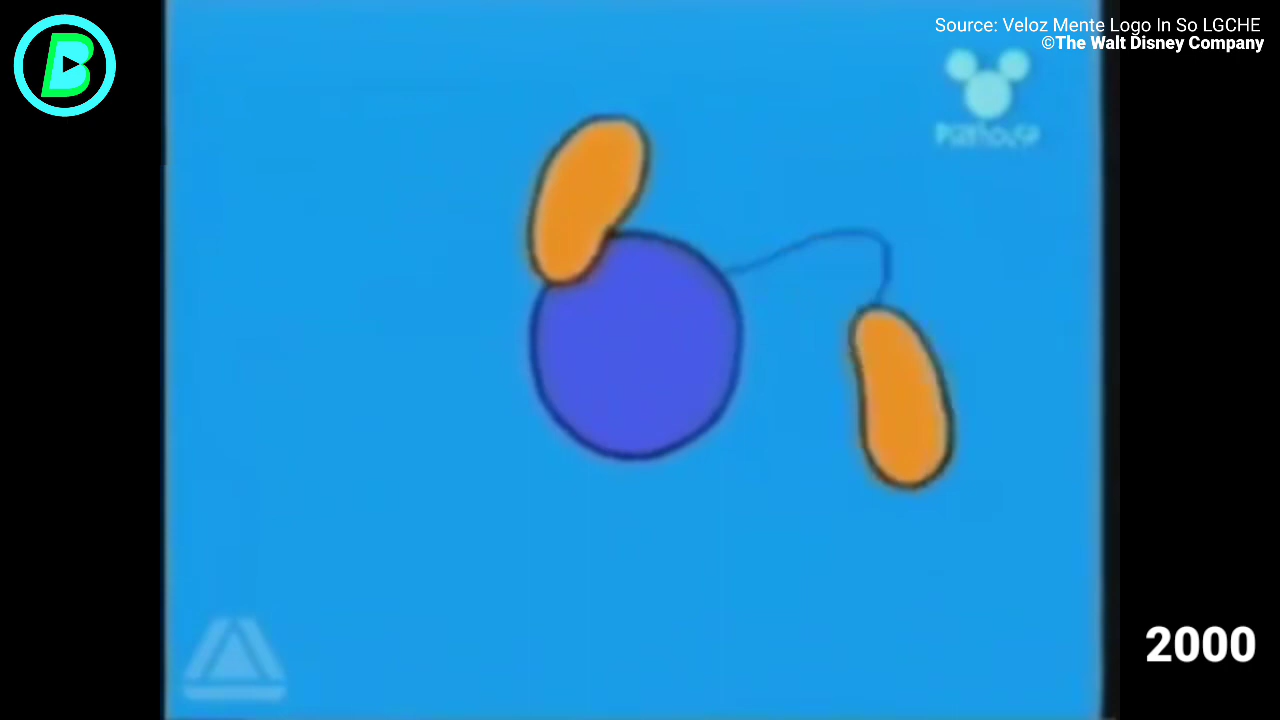 Source: Veloz Mente Logo In So LGCHE
©The Walt Disney Company
B
2000